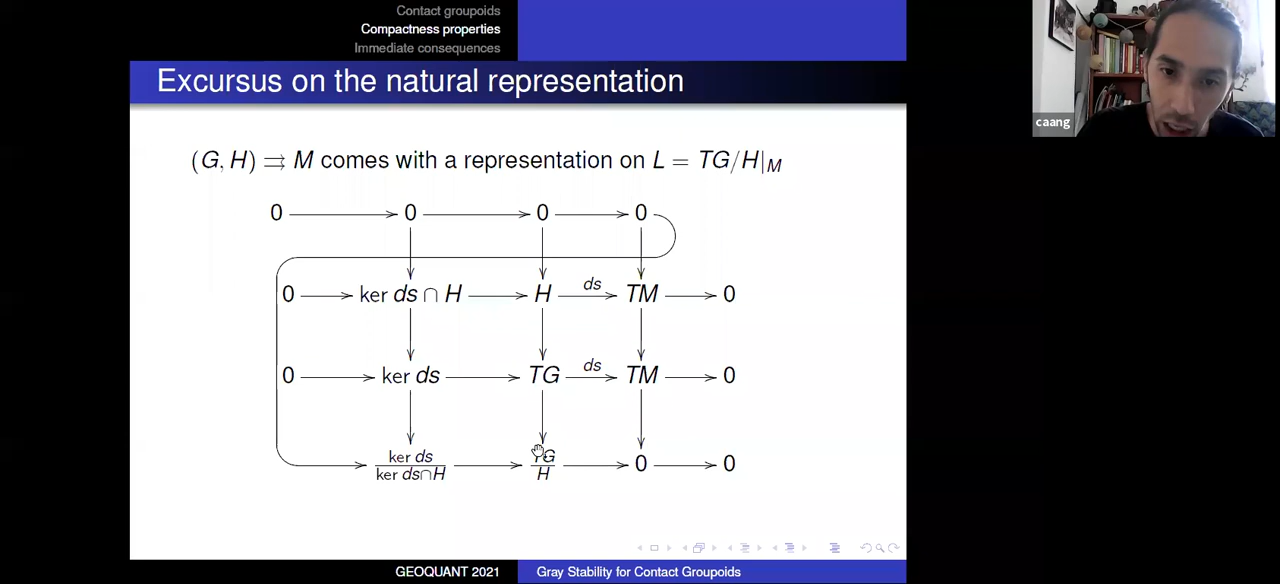 Contact groupoids
Compactness properties
Immediate consequences
Excursus on the natural representation
caang
(G, H) ⇉ M comes with a representation on L = TG/H|_M
0 0 0 0
0 ker ds ∩ H H ds TM 0
0 ker ds TG ds TM 0
ker ds / ker ds∩H TG / H 0 0
GEOQUANT 2021 Gray Stability for Contact Groupoids